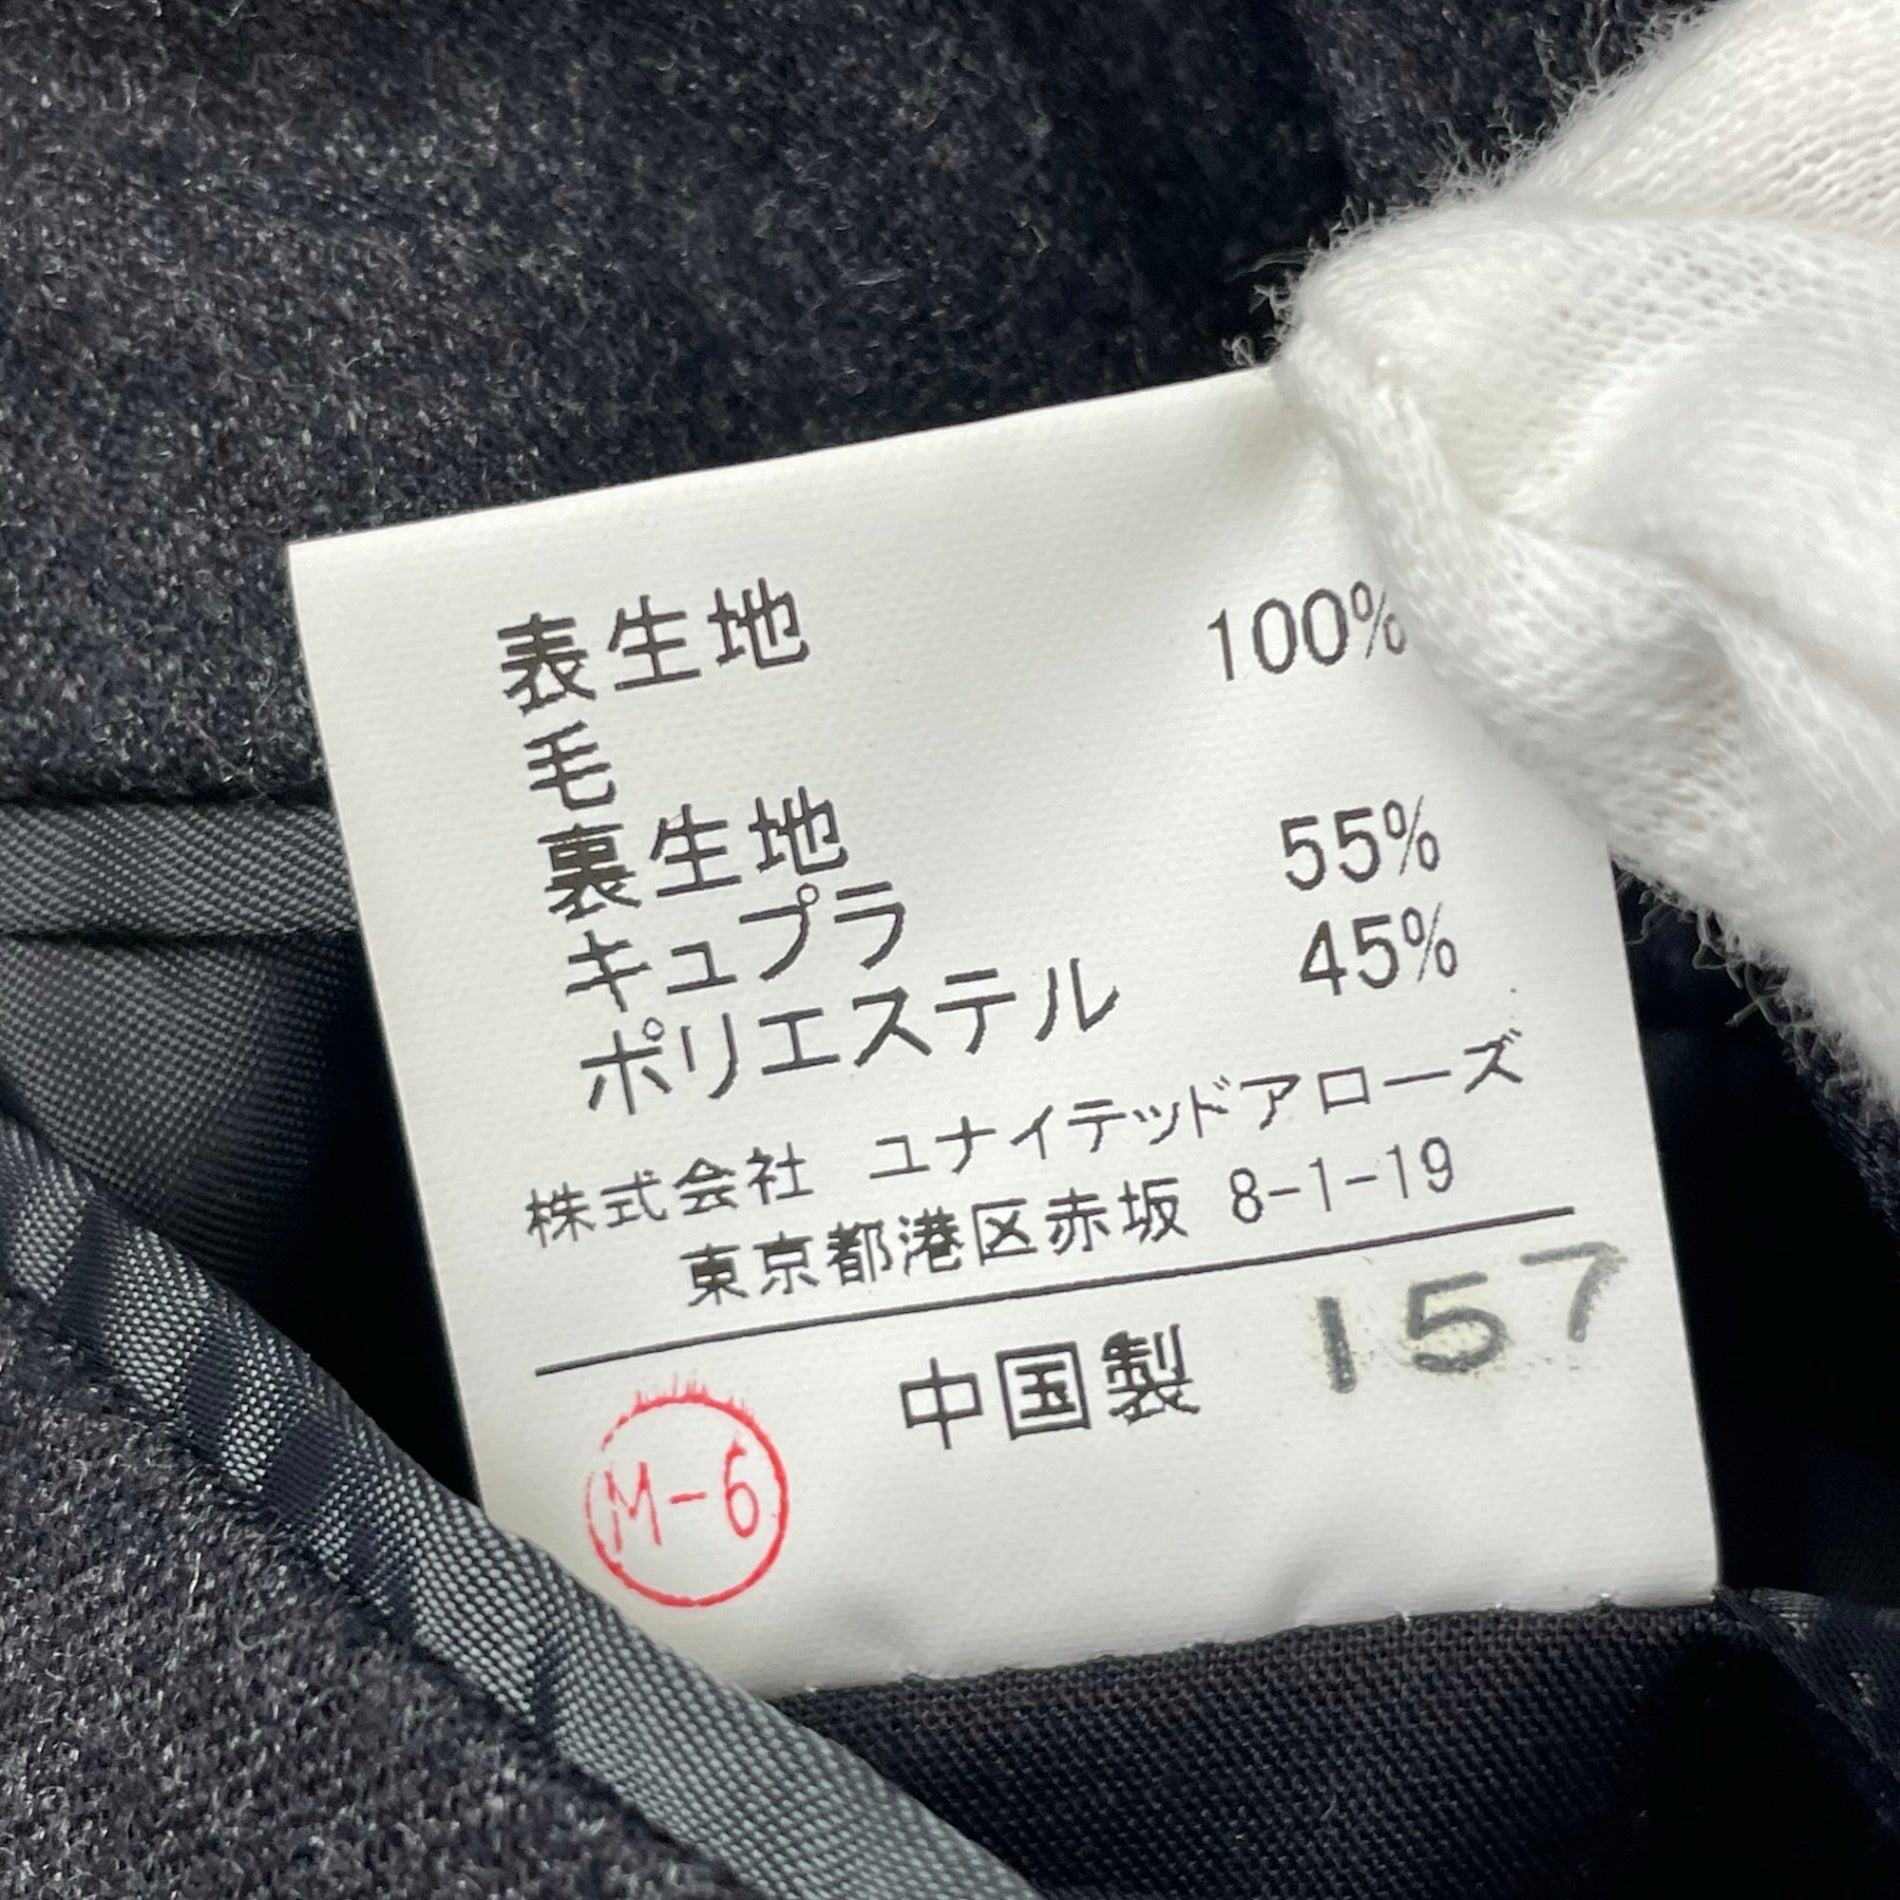 表生地
毛 100%
裏生地
キュプラ 55%
ポリエステル 45%
株式会社 ユナイテッドアローズ
東京都港区赤坂 8-1-19
中国製 157
M-6